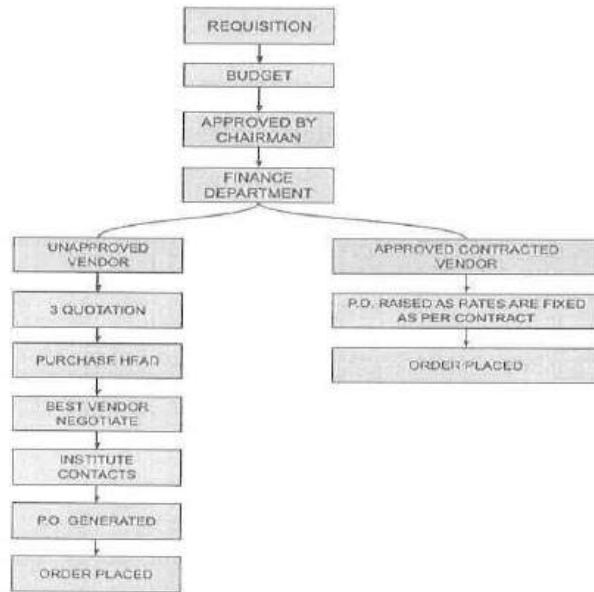 REQUISITION
BUDGET
APPROVED BY
CHAIRMAN
FINANCE
DEPARTMENT
UNAPPROVED
VENDOR
3 QUOTATION
PURCHASE HEAD
BEST VENDOR
NEGOTIATE
INSTITUTE
CONTACTS
P.O. GENERATED
ORDER PLACED
APPROVED CONTRACTED
VENDOR
P.O. RAISED AS RATES ARE FIXED
AS PER CONTRACT
ORDER PLACED